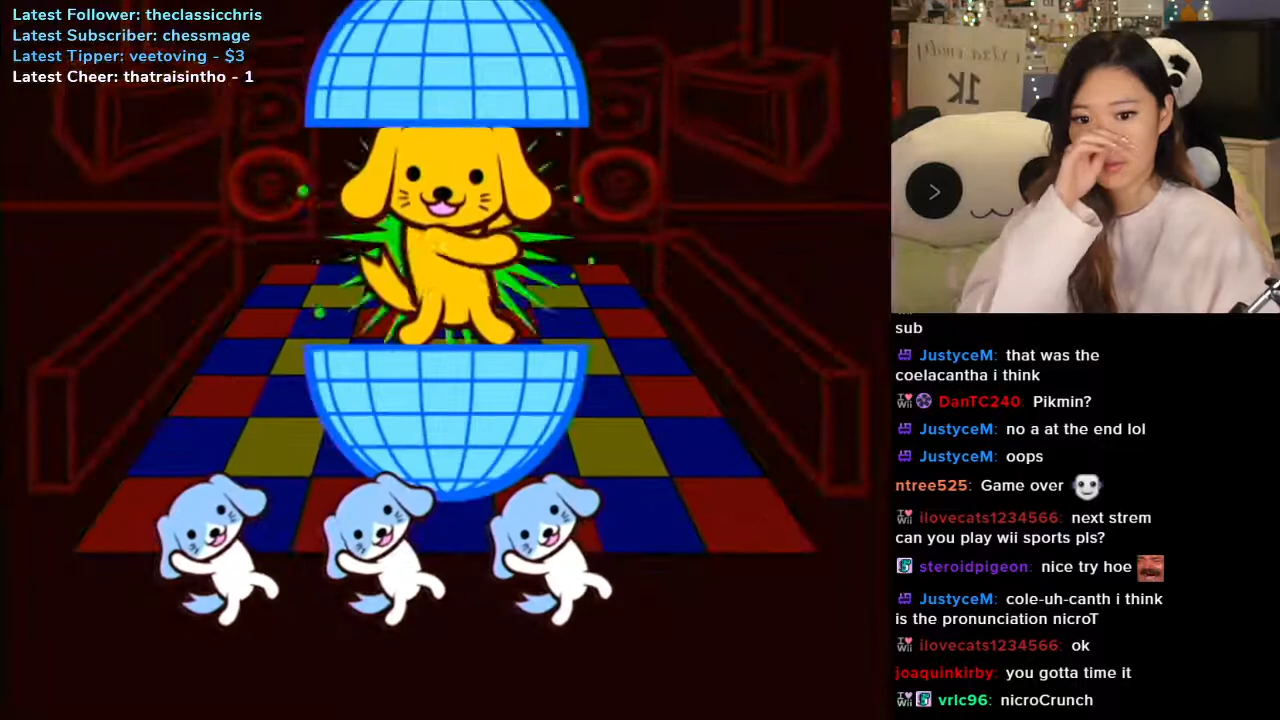 Latest Follower: theclassicchris
Latest Subscriber: chessmage
Latest Tipper: veetoving - $3
Latest Cheer: thatraisintho - 1
1K
sub
JustyceM: that was the
coelacantha i think
DanTC240: Pikmin?
JustyceM: no a at the end lol
JustyceM: oops
ntree525: Game over
ilovecats1234566: next strem
can you play wii sports pls?
steroidpigeon: nice try hoe
JustyceM: cole-uh-canth i think
is the pronunciation nicroT
ilovecats1234566: ok
joaquinkirby: you gotta time it
vrlc96: nicroCrunch